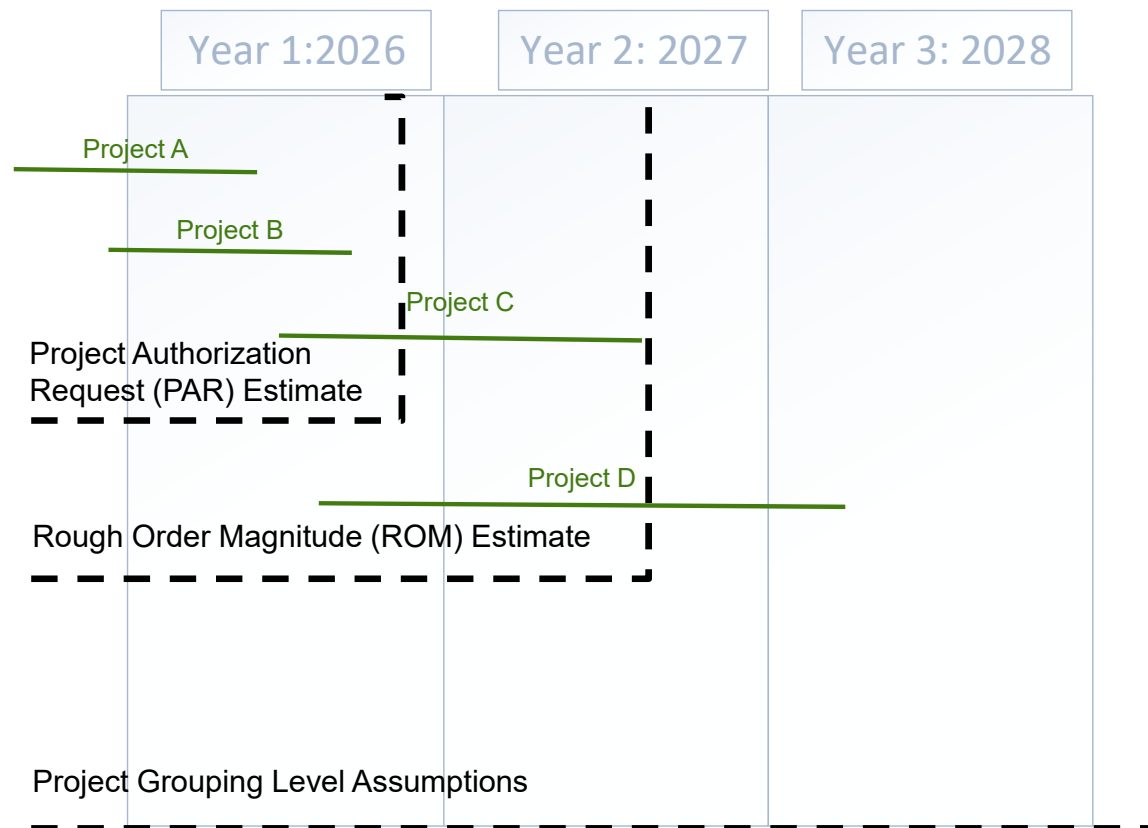 Year 1:2026
Year 2: 2027
Year 3: 2028
Project A
Project B
Project C
Project Authorization
Request (PAR) Estimate
Project D
Rough Order Magnitude (ROM) Estimate
Project Grouping Level Assumptions